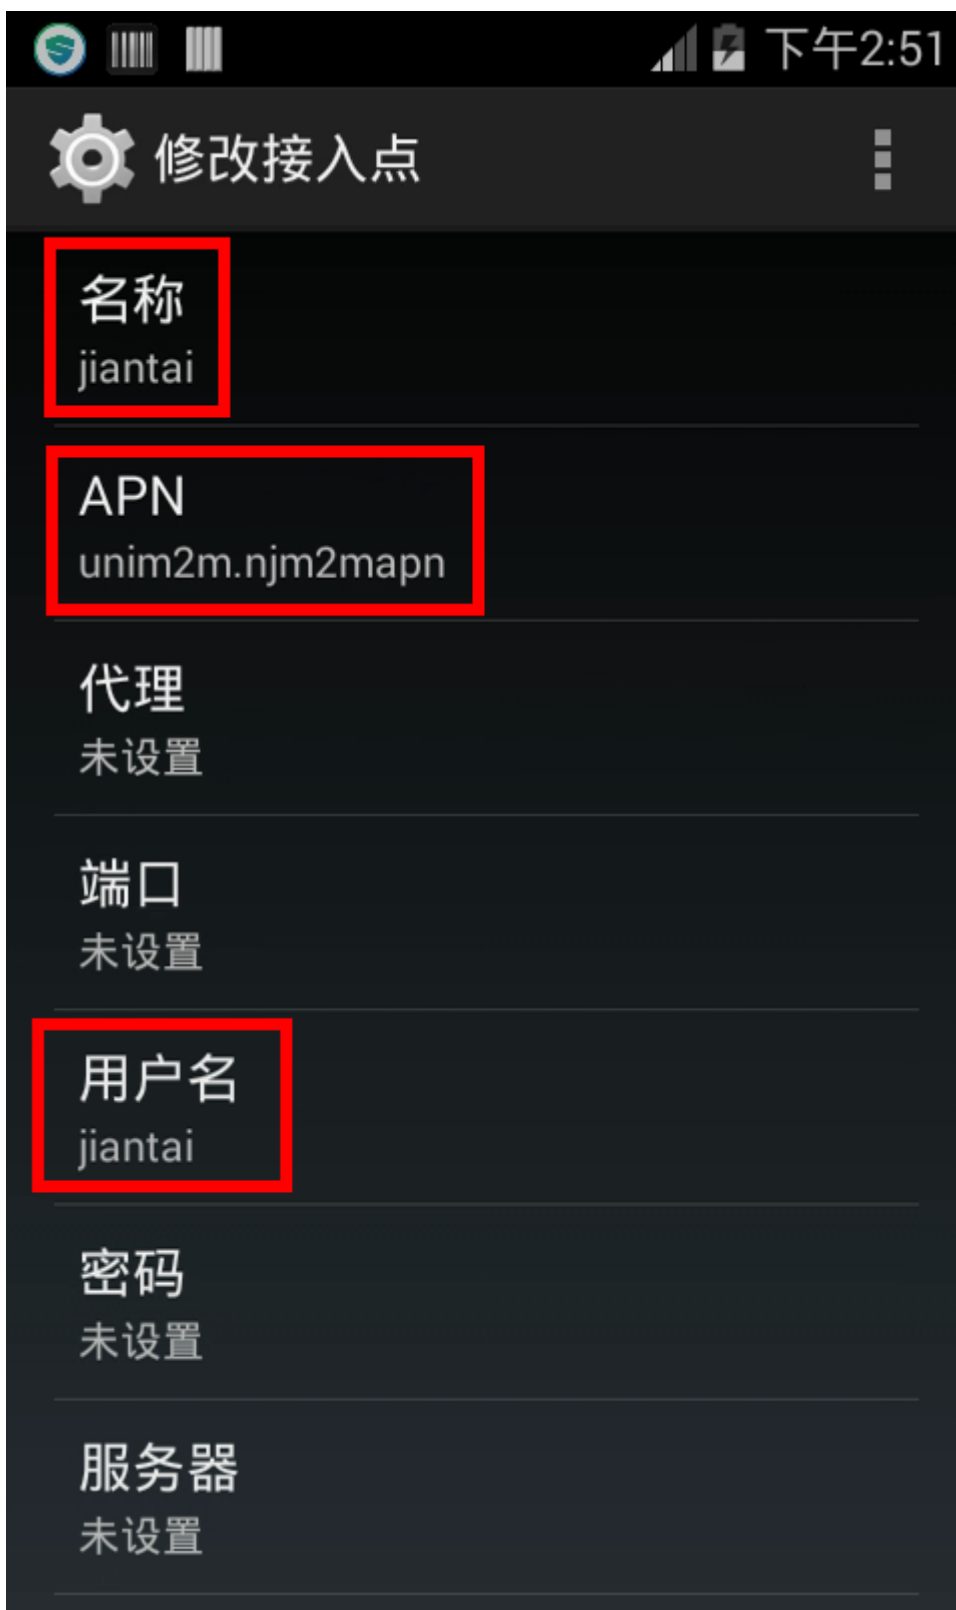 下午2:51
修改接入点
名称
jiantai
APN
unim2m.njm2mapn
代理
未设置
端口
未设置
用户名
jiantai
密码
未设置
服务器
未设置